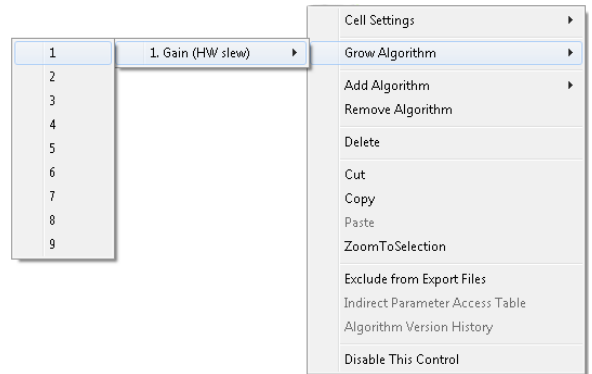 Cell Settings
Grow Algorithm
1. Gain (HW slew)
1
2
3
4
5
6
7
8
9
Add Algorithm
Remove Algorithm
Delete
Cut
Copy
Paste
ZoomToSelection
Exclude from Export Files
Indirect Parameter Access Table
Algorithm Version History
Disable This Control